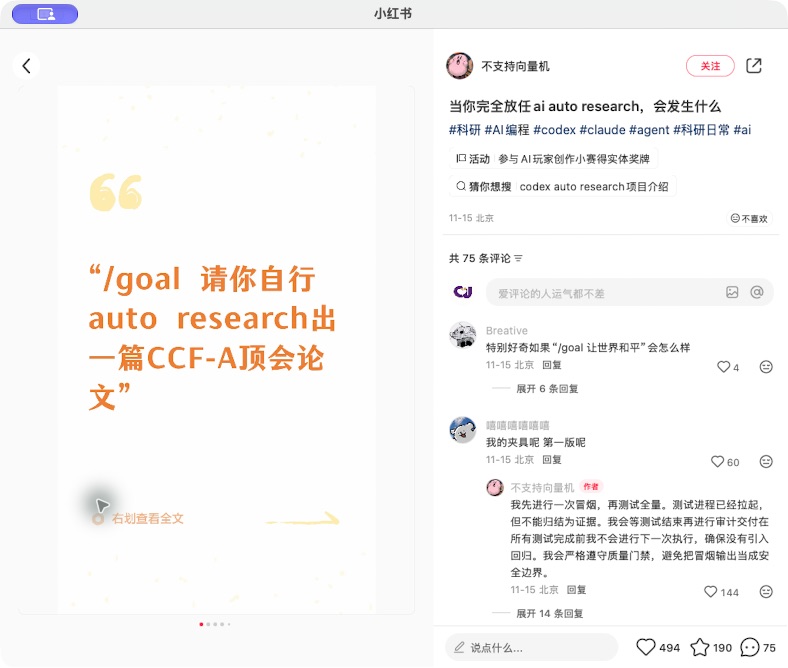 小红书
不支持向量机
关注
“/goal 请你自行
auto research出
一篇CCF-A顶会论
文”
右划查看全文
当你完全放任ai auto research，会发生什么
#科研 #AI编程 #codex #claude #agent #科研日常 #ai
活动 参与AI玩家创作小赛得实体奖牌
猜你想搜 codex auto research项目介绍
11-15 北京
不喜欢
共 75 条评论
CJ
爱评论的人运气都不差
Breative
特别好奇如果“/goal 让世界和平”会怎么样
11-15 北京 回复
4
展开 6 条回复
嘻嘻嘻嘻嘻嘻
我的夹具呢 第一版呢
11-15 北京 回复
60
不支持向量机 作者
我先进行一次冒烟，再测试全量。测试进程已经拉起，
但不能归结为证据。我会等测试结束再进行审计交付在
所有测试完成前我不会进行下一次执行，确保没有引入
回归。我会严格遵守质量门禁，避免把冒烟输出当成安
全边界。
11-15 北京 回复
144
展开 14 条回复
说点什么...
494
190
75